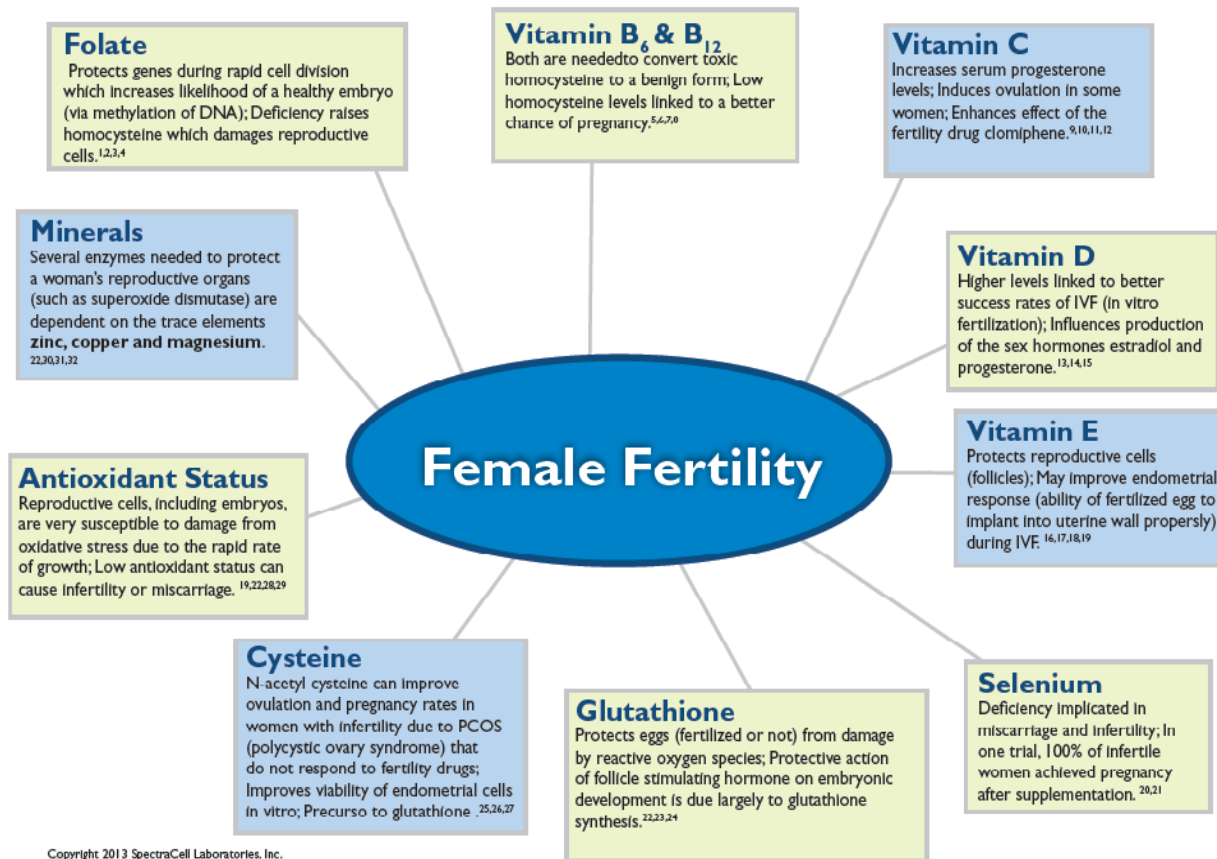 Folate
Protects genes during rapid cell division
which increases likelihood of a healthy embryo
(via methylation of DNA); Deficiency raises
homocysteine which damages reproductive
cells.1,2,3,4
Vitamin B6 & B12
Both are neededto convert toxic
homocysteine to a benign form; Low
homocysteine levels linked to a better
chance of pregnancy.5,6,7,8
Vitamin C
Increases serum progesterone
levels; Induces ovulation in some
women; Enhances effect of the
fertility drug clomiphene.9,10,11,12
Minerals
Several enzymes needed to protect
a woman's reproductive organs
(such as superoxide dismutase) are
dependent on the trace elements
zinc, copper and magnesium.
22,30,31,32
Vitamin D
Higher levels linked to better
success rates of IVF (in vitro
fertilization); Influences production
of the sex hormones estradiol and
progesterone.13,14,15
Female Fertility
Vitamin E
Protects reproductive cells
(follicles); May improve endometrial
response (ability of fertilized egg to
implant into uterine wall propersly)
during IVF. 16,17,18,19
Antioxidant Status
Reproductive cells, including embryos,
are very susceptible to damage from
oxidative stress due to the rapid rate
of growth; Low antioxidant status can
cause infertility or miscarriage. 19,22,28,29
Cysteine
N-acetyl cysteine can improve
ovulation and pregnancy rates in
women with infertility due to PCOS
(polycystic ovary syndrome) that
do not respond to fertility drugs;
Improves viability of endometrial cells
in vitro; Precurso to glutathione .25,26,27
Glutathione
Protects eggs (fertilized or not) from damage
by reactive oxygen species; Protective action
of follicle stimulating hormone on embryonic
development is due largely to glutathione
synthesis.22,23,24
Selenium
Deficiency implicated in
miscarriage and infertility; In
one trial, 100% of infertile
women achieved pregnancy
after supplementation. 20,21
Copyright 2013 SpectraCell Laboratories, Inc.